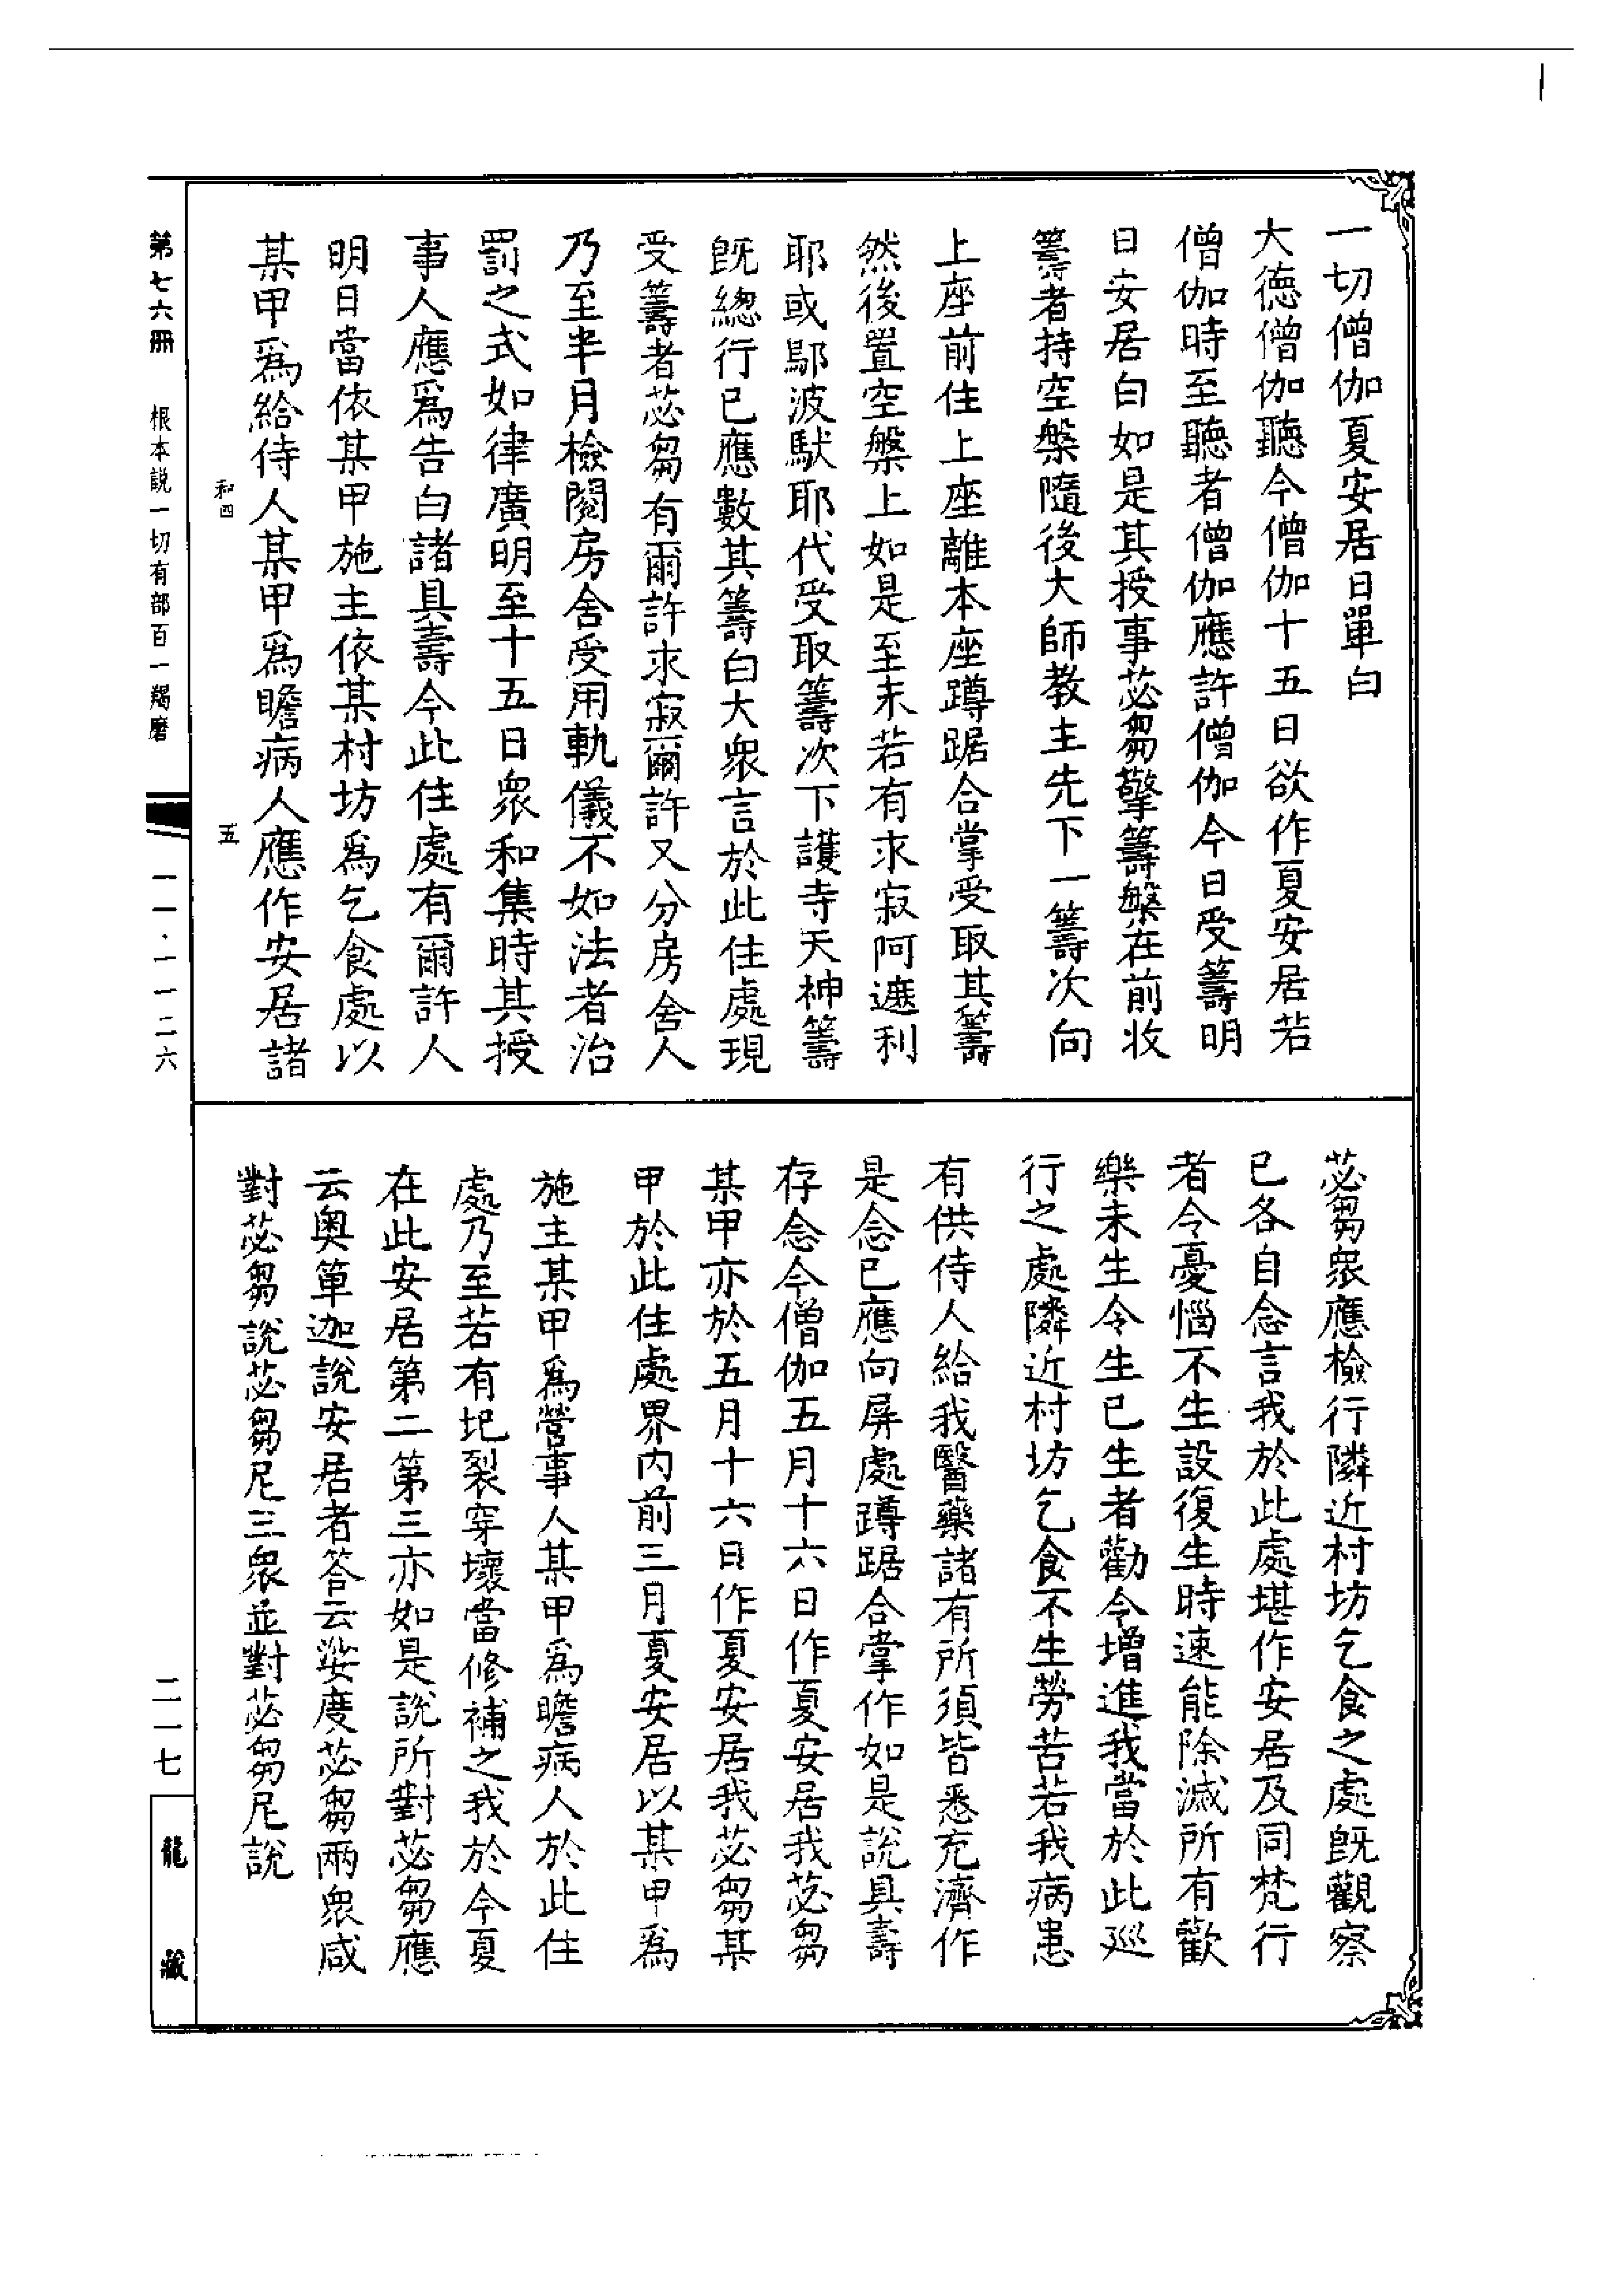 一切僧伽夏安居日單白
大德僧伽聽今僧伽十五日欲作夏安居若
僧伽時至聽者僧伽應許僧伽今日受籌明
日安居白如是其授事苾芻擎籌槃在前收
籌者持空槃隨後大師教主先下一籌次向
上座前住上座離本座蹲踞合掌受取其籌
然後置空槃上如是至末若有求寂阿遮利
耶或鄔波馱耶代受取籌次下護寺天神籌
既總行已應數其籌白大衆言於此住處現
受籌者苾芻有爾許求寂爾許又分房舍人
乃至半月檢閱房舍受用軌儀不如法者治
罰之式如律廣明至十五日衆和集時其授
事人應爲告白諸具壽今此住處有爾許人
明日當依某甲施主依某村坊爲乞食處以
某甲爲給侍人某甲爲瞻病人應作安居諸
苾芻衆應檢行隣近村坊乞食之處既觀察
已各自念言我於此處堪作安居及同梵行
者令憂惱不生設復生時速能除滅所有歡
樂未生令生已生者勸令增進我當於此巡
行之處隣近村坊乞食不生勞苦若我病患
有供侍人給我醫藥諸有所須皆悉充濟作
是念已應向屏處蹲踞合掌作如是說具壽
存念今僧伽五月十六日作夏安居我苾芻
某甲亦於五月十六日作夏安居我苾芻某
甲於此住處界內前三月夏安居以某甲爲
施主某甲爲營事人某甲爲瞻病人於此住
處乃至若有圮裂穿壞當修補之我於今夏
在此安居第二第三亦如是說所對苾芻應
云奧箄迦說安居者答云娑度苾芻兩衆咸
對苾芻說苾芻尼三衆並對苾芻尼說
和四
五
第七六冊
根本説一切有部百一羯磨
一一·一一二六
二一七
龍藏